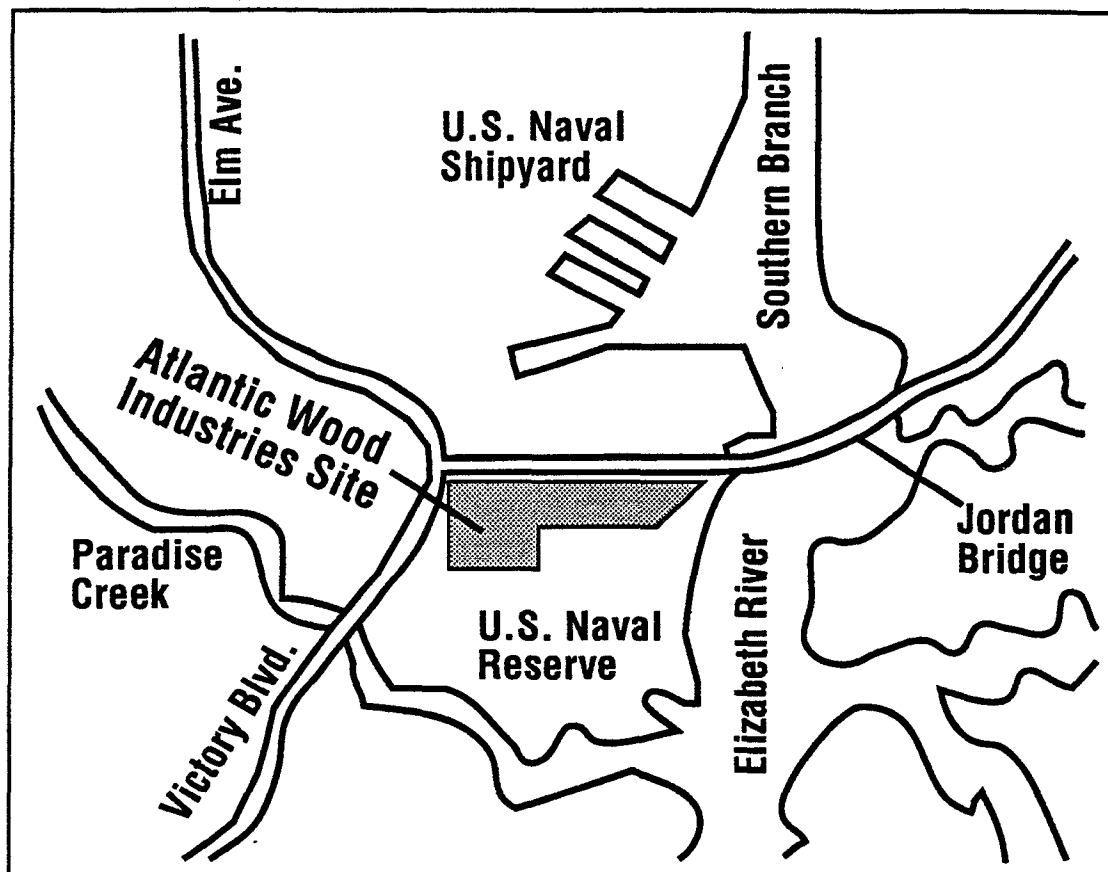 Elm Ave.
U.S. Naval
Shipyard
Southern Branch
Atlantic Wood
Industries Site
Paradise
Creek
Jordan
Bridge
U.S. Naval
Reserve
Elizabeth River
Victory Blvd.